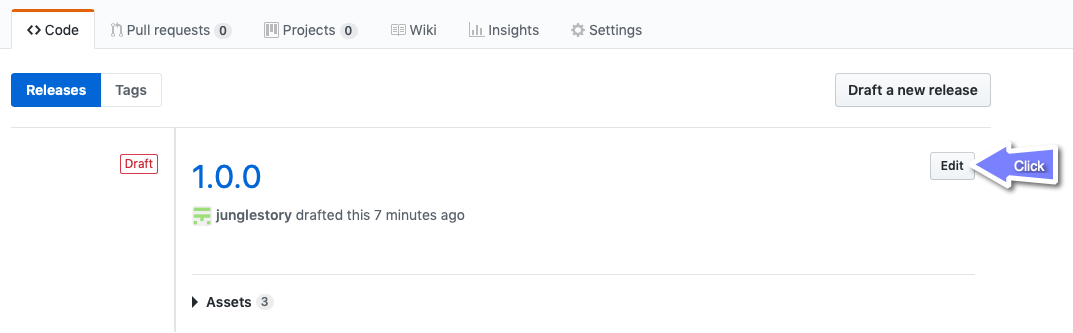 Code Pull requests 0 Projects 0 Wiki Insights Settings
Releases Tags Draft a new release
Draft
1.0.0
Edit Click
junglestory drafted this 7 minutes ago
Assets 3